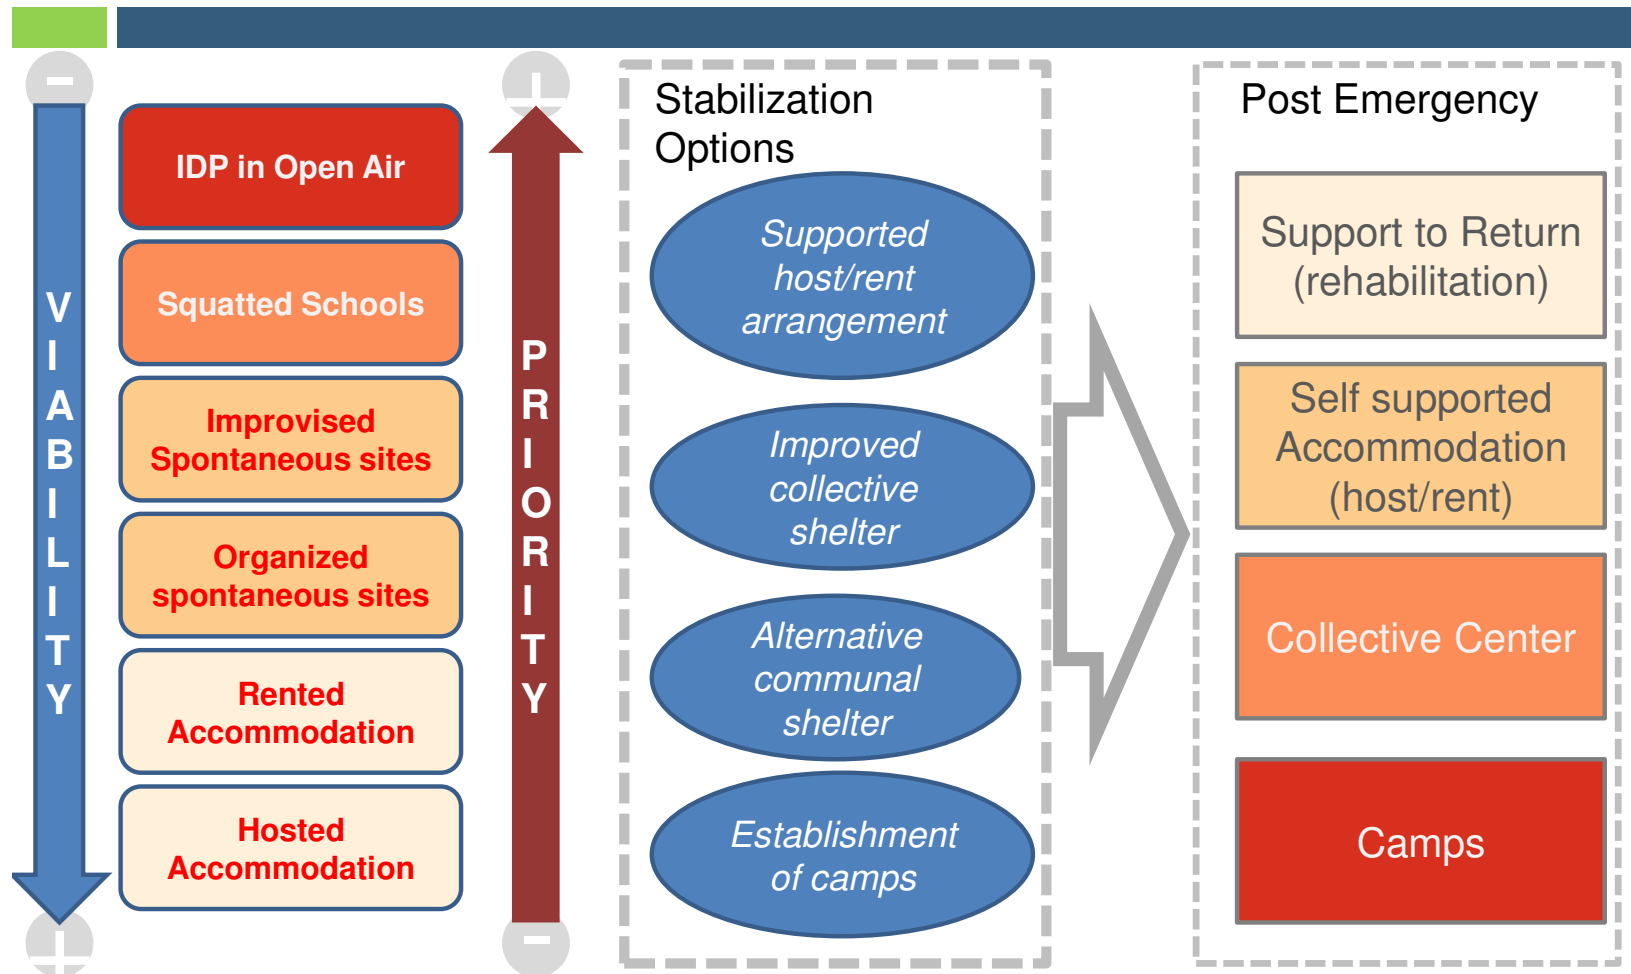 VIABILITY
IDP in Open Air
Squatted Schools
Improvised
Spontaneous sites
Organized
spontaneous sites
Rented
Accommodation
Hosted
Accommodation
PRIORITY
Stabilization
Options
Supported
host/rent
arrangement
Improved
collective
shelter
Alternative
communal
shelter
Establishment
of camps
Post Emergency
Support to Return
(rehabilitation)
Self supported
Accommodation
(host/rent)
Collective Center
Camps